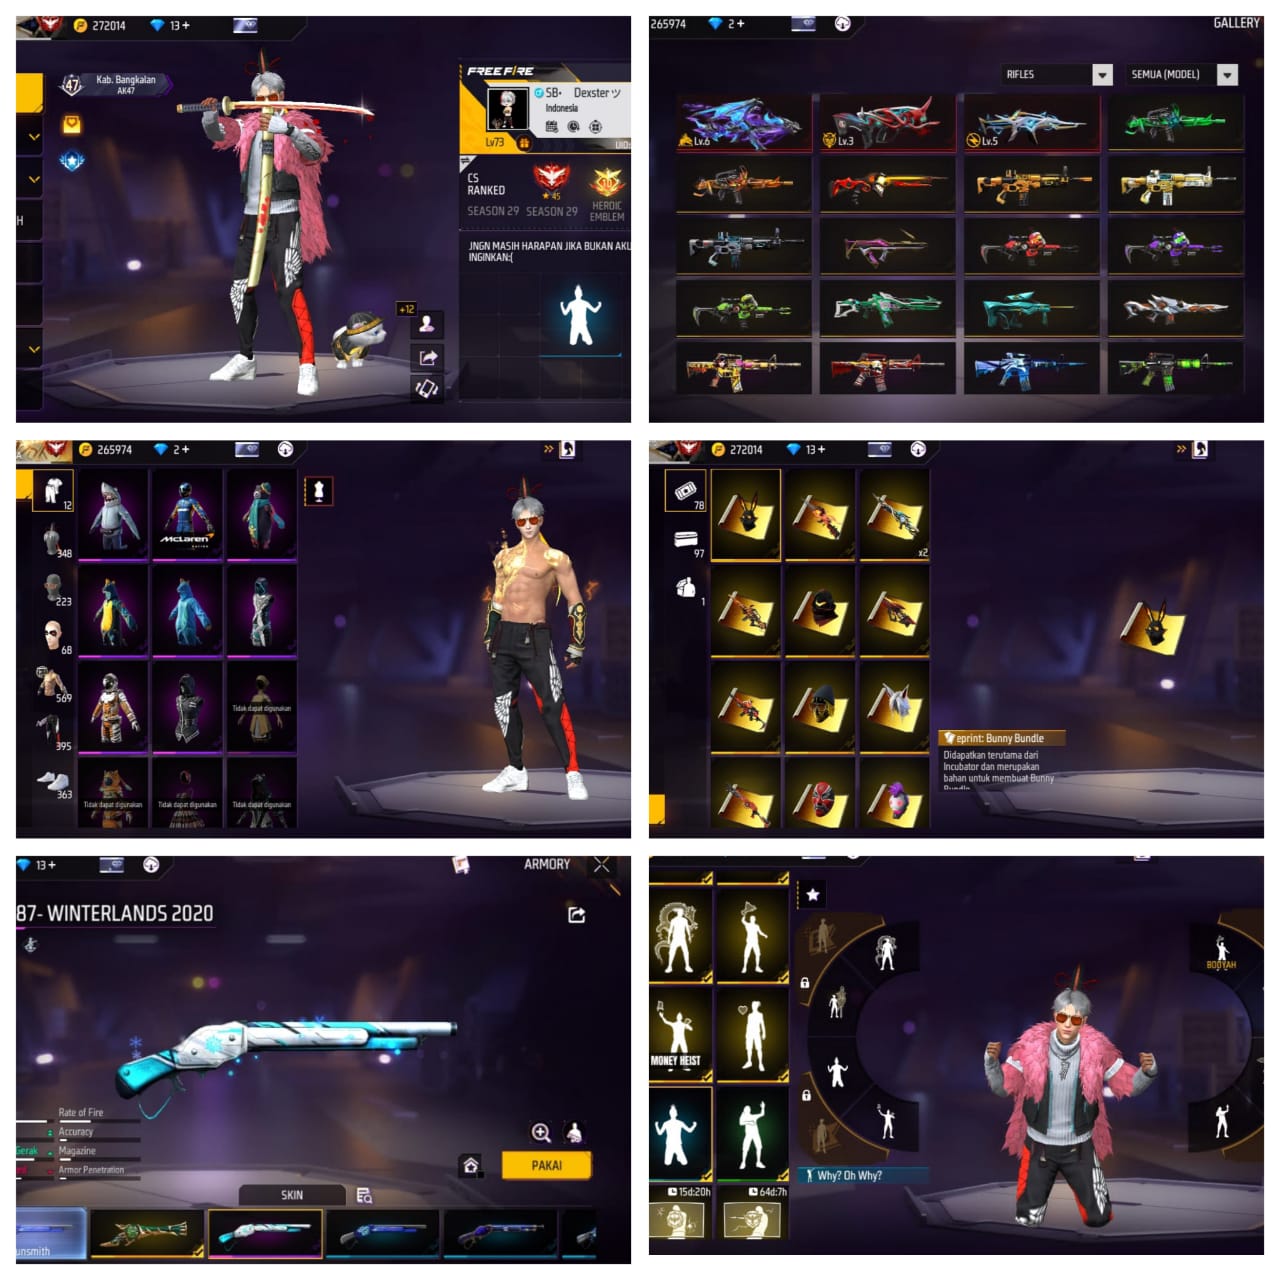 272014
13+
Kab. Bangkalan
AK47
47
FREE FIRE
SB• Dexster ツ
Indonesia
Lv73
UID:
CS
RANKED
SEASON 29
★45
SEASON 29
HEROIC
EMBLEM
JNGN MASIH HARAPAN JIKA BUKAN AKU
INGINKAN:(
H
+12
265974
2+
GALLERY
RIFLES
SEMUA (MODEL)
Lv.6
Lv.3
Lv.5
265974
2+
12
348
223
68
569
395
363
McLaren
Tidak dapat digunakan
Tidak dapat digunakan
Tidak dapat digunakan
Tidak dapat digunakan
272014
13+
78
97
1
x2
eprint: Bunny Bundle
Didapatkan terutama dari
Incubator dan merupakan
bahan untuk membuat Bunny
Bundle
13+
ARMORY
87- WINTERLANDS 2020
Rate of Fire
Accuracy
Gerak
Magazine
Armor Penetration
PAKAI
SKIN
unsmith
MONEY HEIST
15d:20h
64d:7h
BOOYAH
Why? Oh Why?